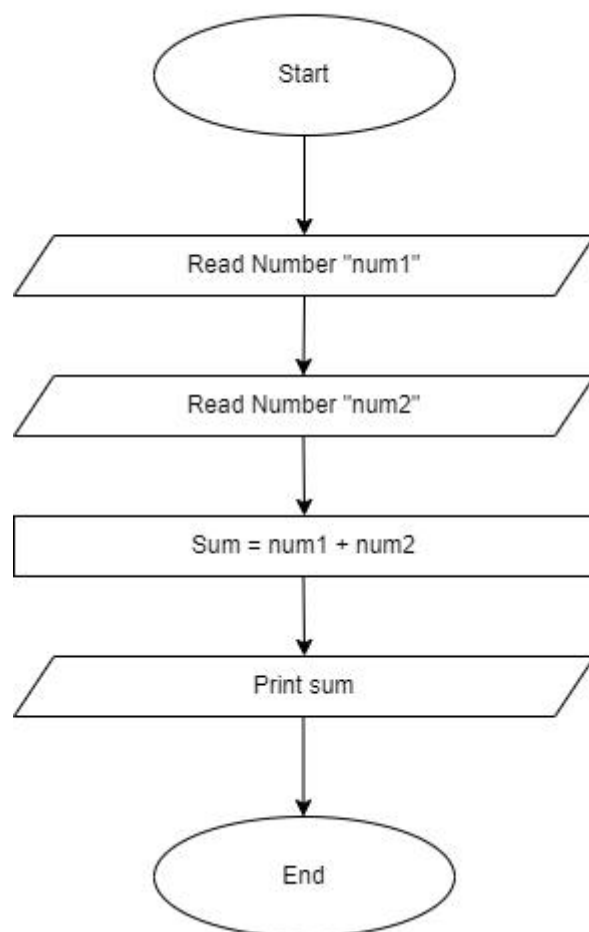 Start
Read Number "num1"
Read Number "num2"
Sum = num1 + num2
Print sum
End